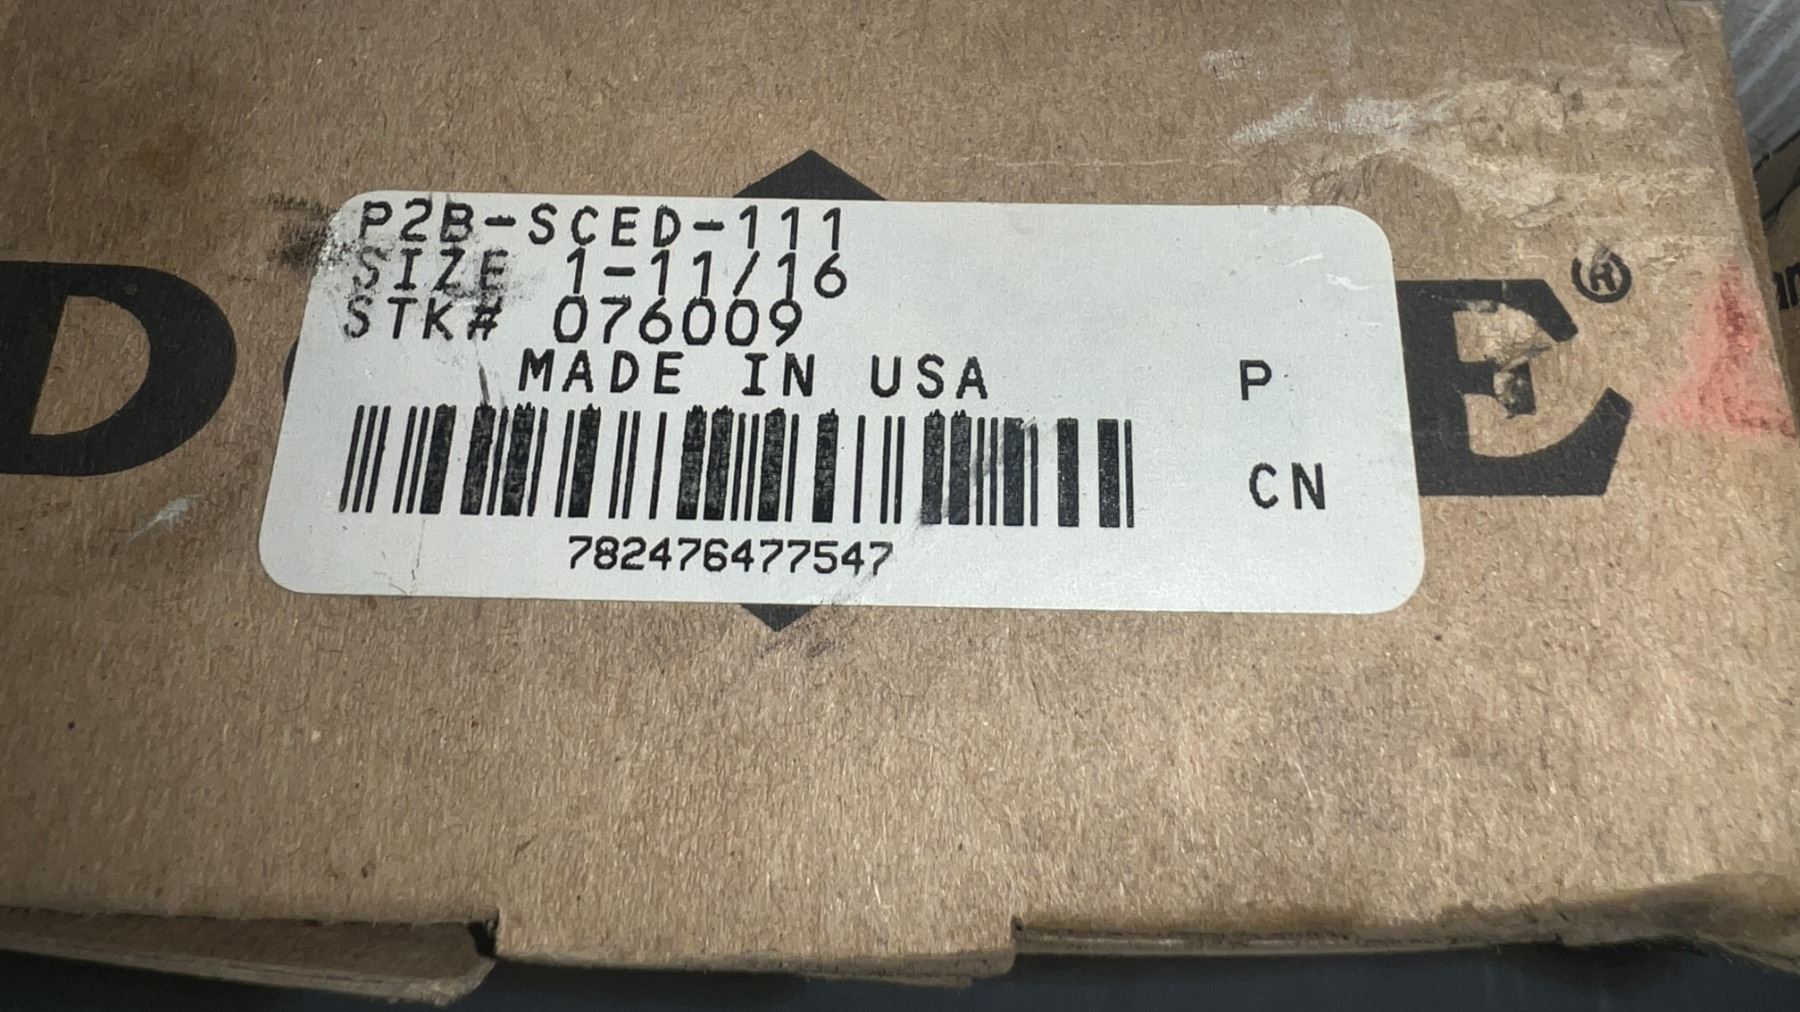 P2B-SCED-111
SIZE 1-11/16
STK# 076009
MADE IN USA P
CN
782476477547
D E®